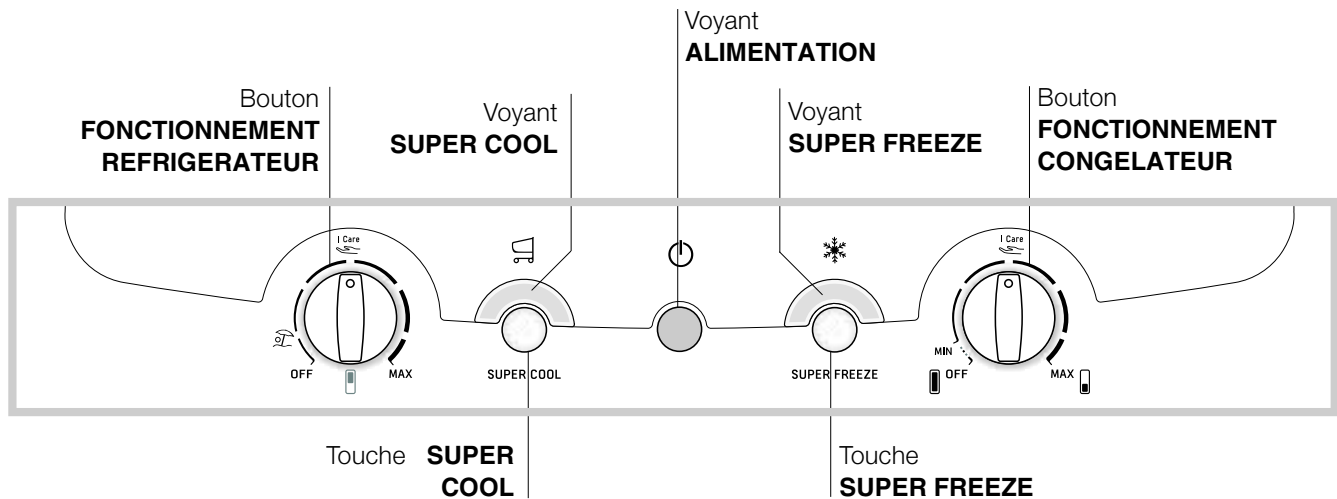 Voyant
ALIMENTATION
Bouton
FONCTIONNEMENT
REFRIGERATEUR
Voyant
SUPER COOL
Voyant
SUPER FREEZE
Bouton
FONCTIONNEMENT
CONGELATEUR
I Care
I Care
OFF
MAX
SUPER COOL
SUPER FREEZE
MIN
OFF
MAX
Touche SUPER
COOL
Touche
SUPER FREEZE